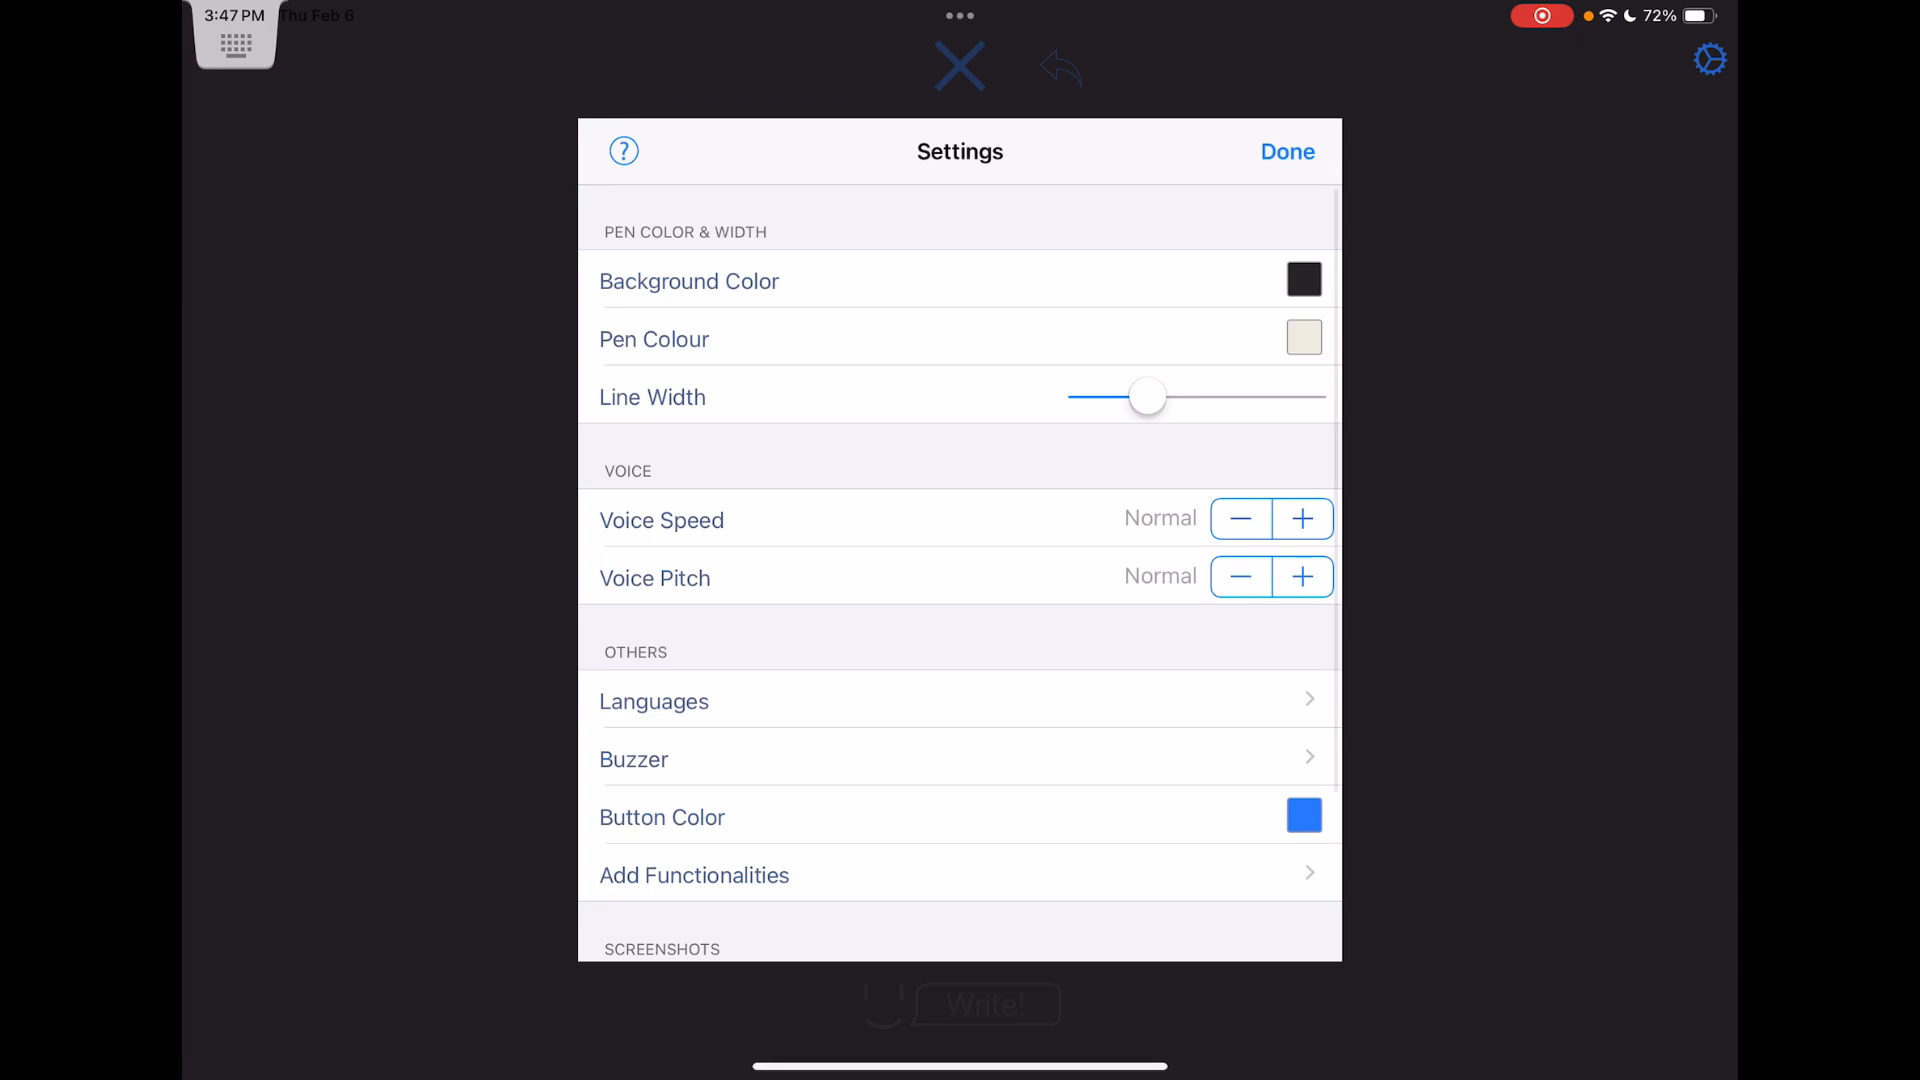 3:47 PM Thu Feb 6
72%
?
Settings
Done
PEN COLOR & WIDTH
Background Color
Pen Colour
Line Width
VOICE
Voice Speed
Normal
Voice Pitch
Normal
OTHERS
Languages
Buzzer
Button Color
Add Functionalities
SCREENSHOTS
Write!